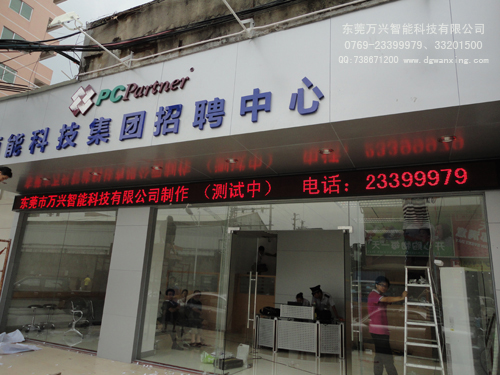 东莞万兴智能科技有限公司
0769-23399979、33201500
QQ:738871200 www.dgwanxing.com
PCPartner
能科技集团招聘中心
东莞市万兴智能科技有限公司制作 （测试中） 电话：23399979